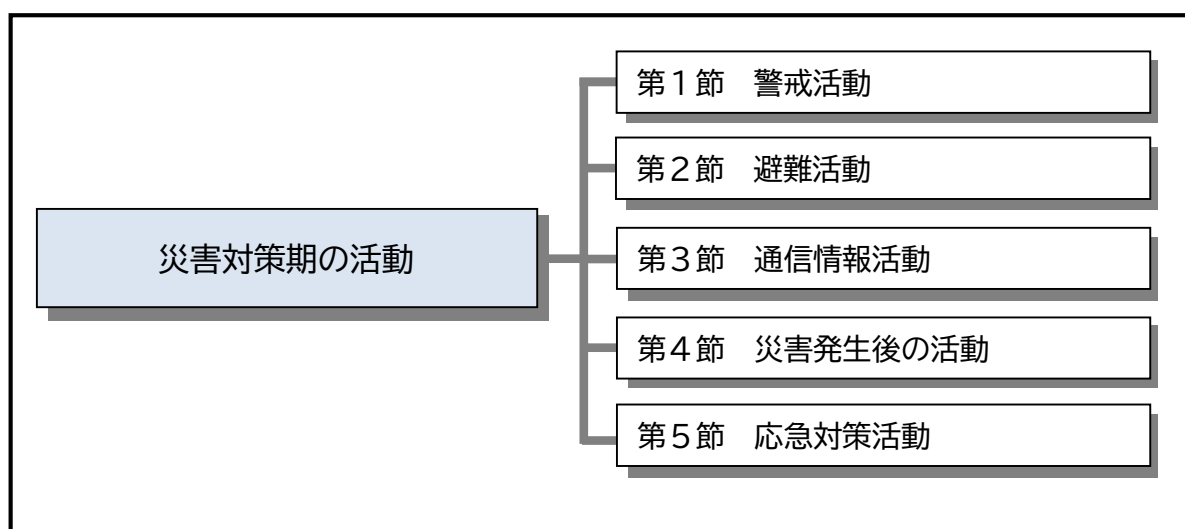 災害対策期の活動
第１節　警戒活動
第２節　避難活動
第３節　通信情報活動
第４節　災害発生後の活動
第５節　応急対策活動